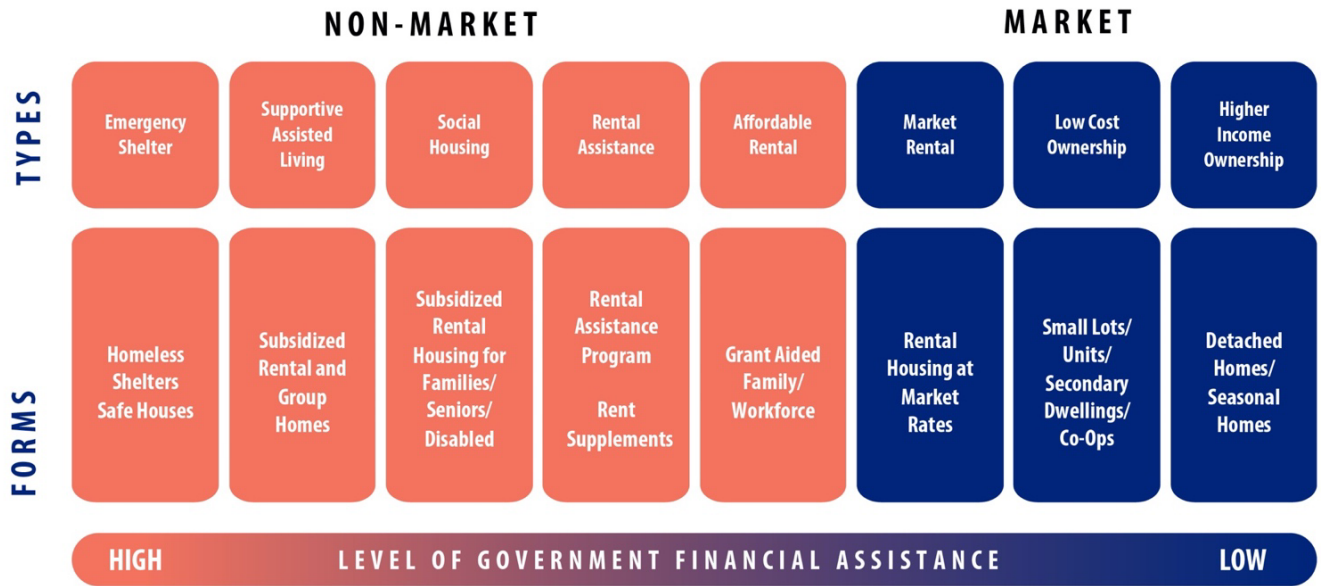 NON-MARKET
MARKET
TYPES
Emergency
Shelter
Supportive
Assisted
Living
Social
Housing
Rental
Assistance
Affordable
Rental
Market
Rental
Low Cost
Ownership
Higher
Income
Ownership
FORMS
Homeless
Shelters
Safe Houses
Subsidized
Rental and
Group
Homes
Subsidized
Rental
Housing for
Families/
Seniors/
Disabled
Rental
Assistance
Program
Rent
Supplements
Grant Aided
Family/
Workforce
Rental
Housing at
Market
Rates
Small Lots/
Units/
Secondary
Dwellings/
Co-Ops
Detached
Homes/
Seasonal
Homes
HIGH LEVEL OF GOVERNMENT FINANCIAL ASSISTANCE LOW